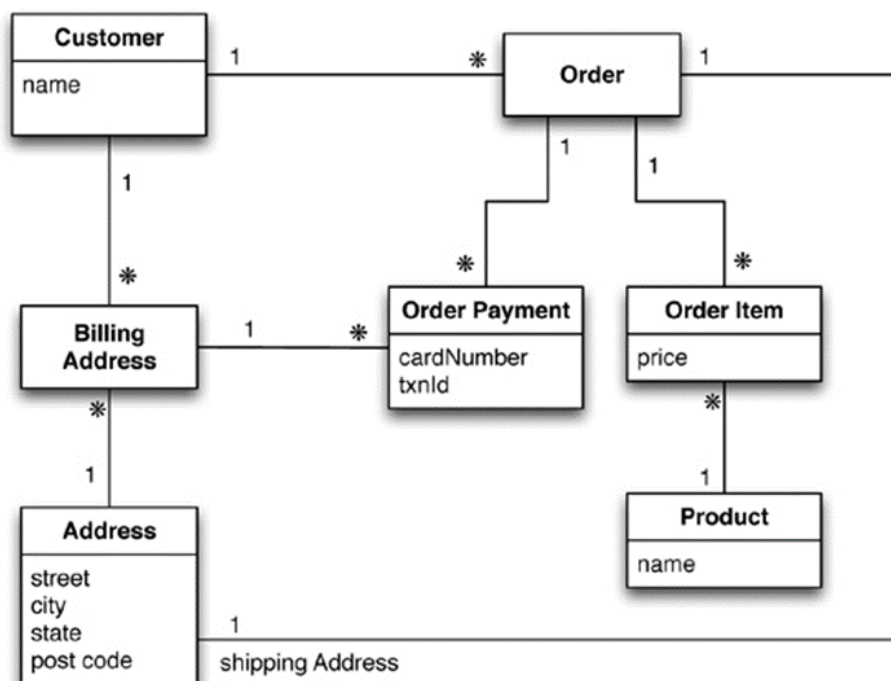 Customer
name
1
*
Order
1
1
*
1
*
1
*
Billing
Address
1
*
Order Payment
cardNumber
txnId
Order Item
price
*
1
*
1
Product
name
Address
street
city
state
post code
1
shipping Address